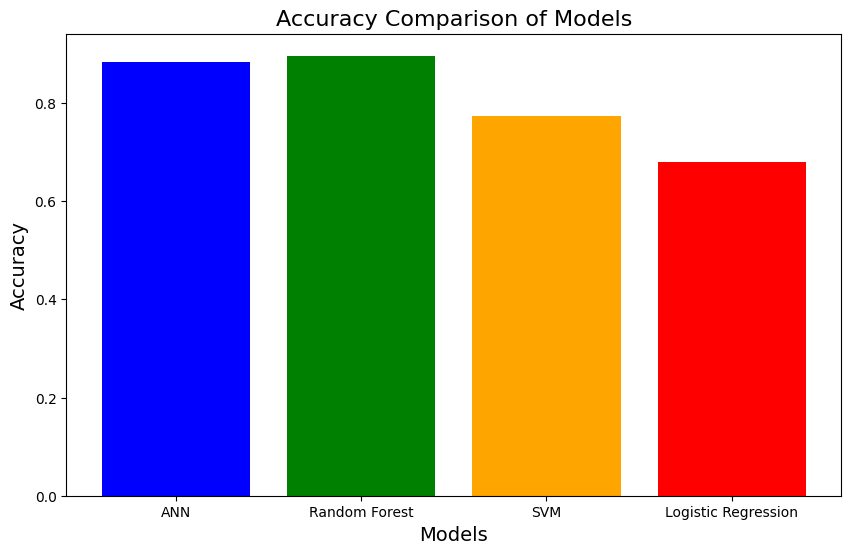 Accuracy Comparison of Models
Accuracy
0.8
0.6
0.4
0.2
0.0
ANN Random Forest SVM Logistic Regression
Models